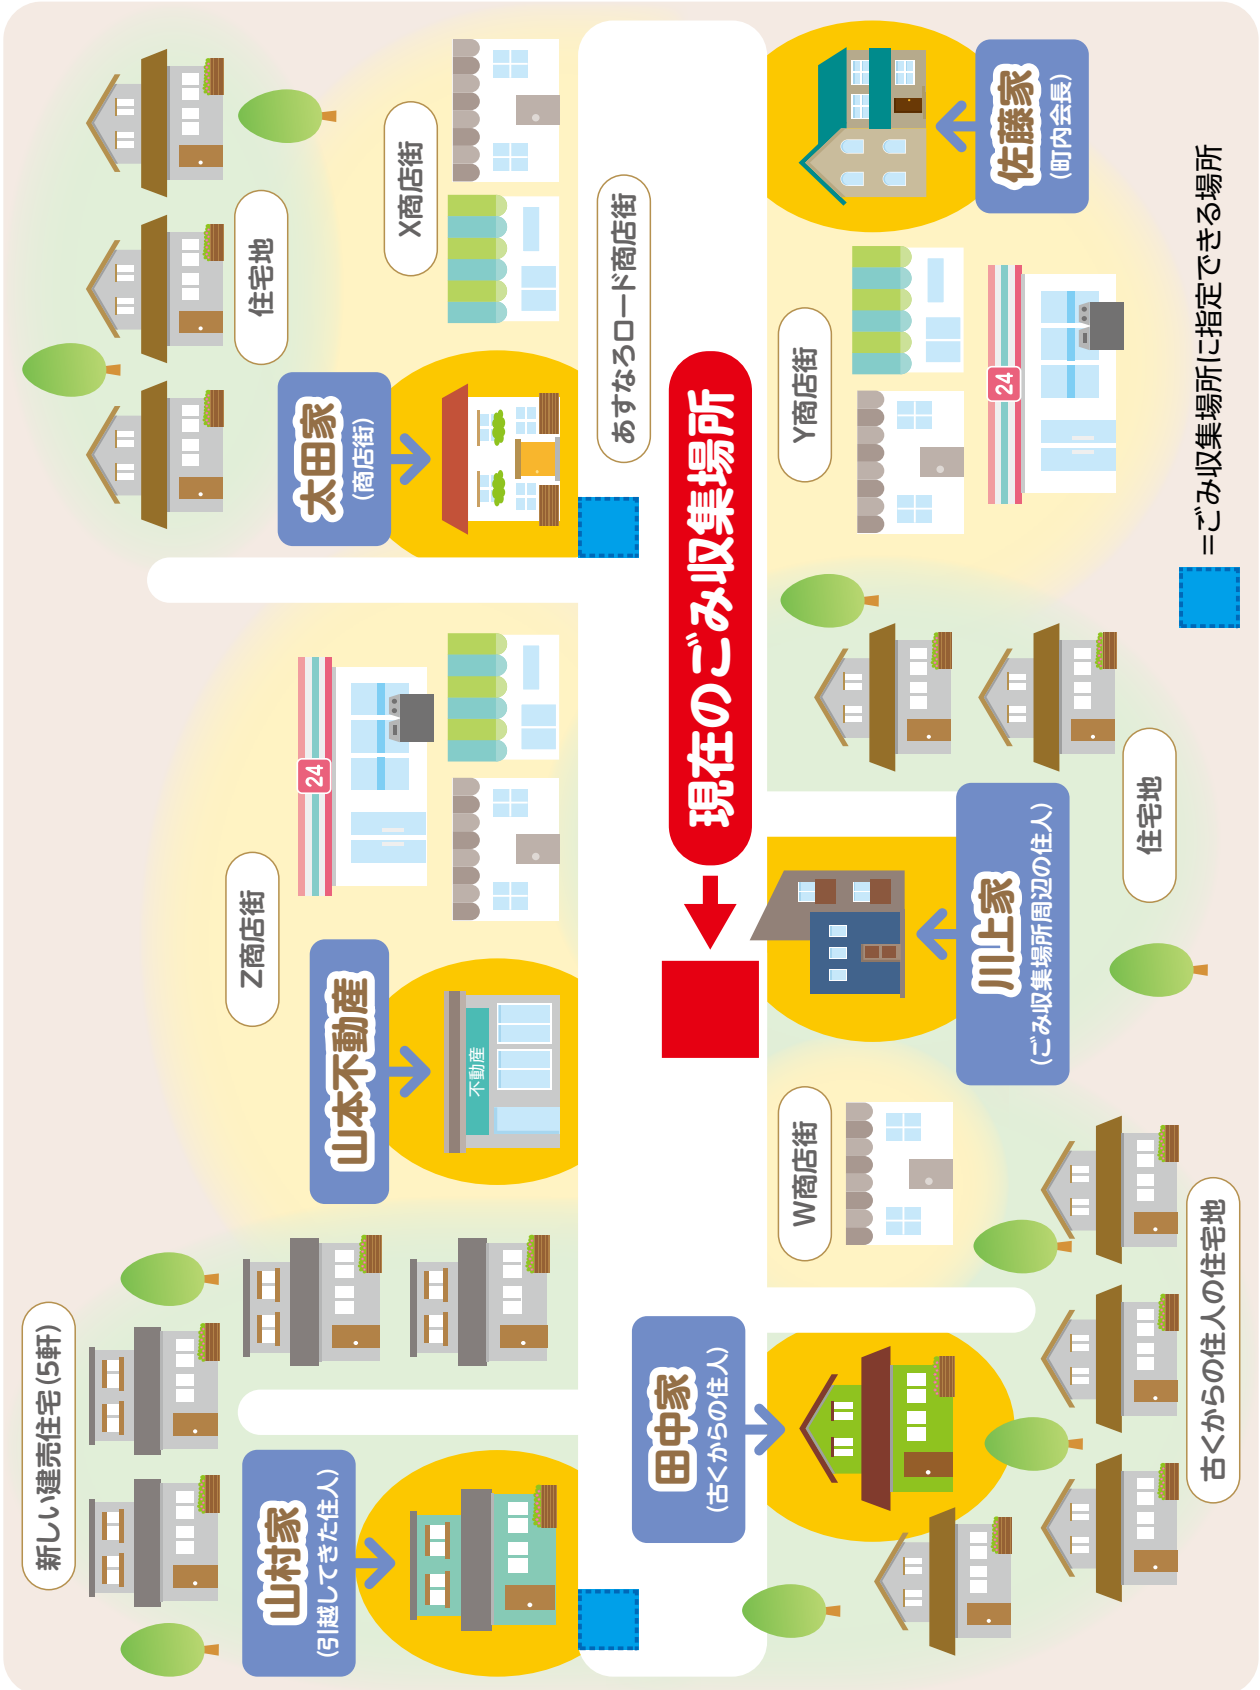 新しい建売住宅(5軒)
山村家
(引越してきた住人)
山本不動産
不動産
Z商店街
24
太田家
(商店街)
住宅地
X商店街
あすなろロード商店街
現在のごみ収集場所
田中家
(古くからの住人)
W商店街
川上家
(ごみ収集場所周辺の住人)
Y商店街
24
佐藤家
(町内会長)
古くからの住人の住宅地
住宅地
=ごみ収集場所に指定できる場所